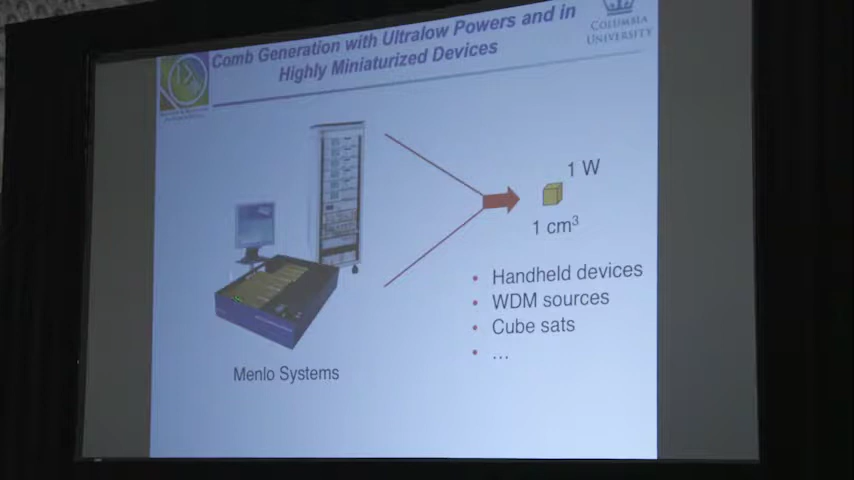 Comb Generation with Ultralow Powers and in
Highly Miniaturized Devices
COLUMBIA
UNIVERSITY
1 W
1 cm³
• Handheld devices
• WDM sources
• Cube sats
• ...
Menlo Systems